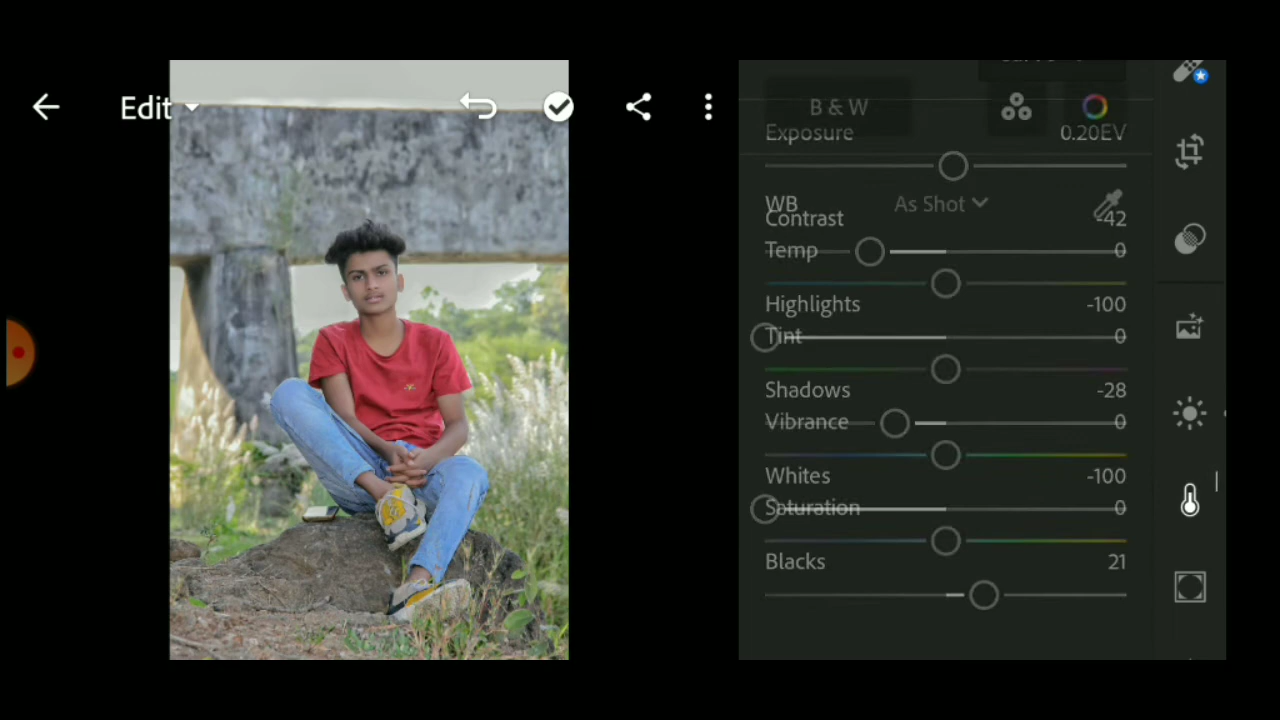 Edit
B & W
Exposure 0.20EV
WB As Shot
Contrast -42
Temp 0
Highlights -100
Tint 0
Shadows -28
Vibrance 0
Whites -100
Saturation 0
Blacks 21